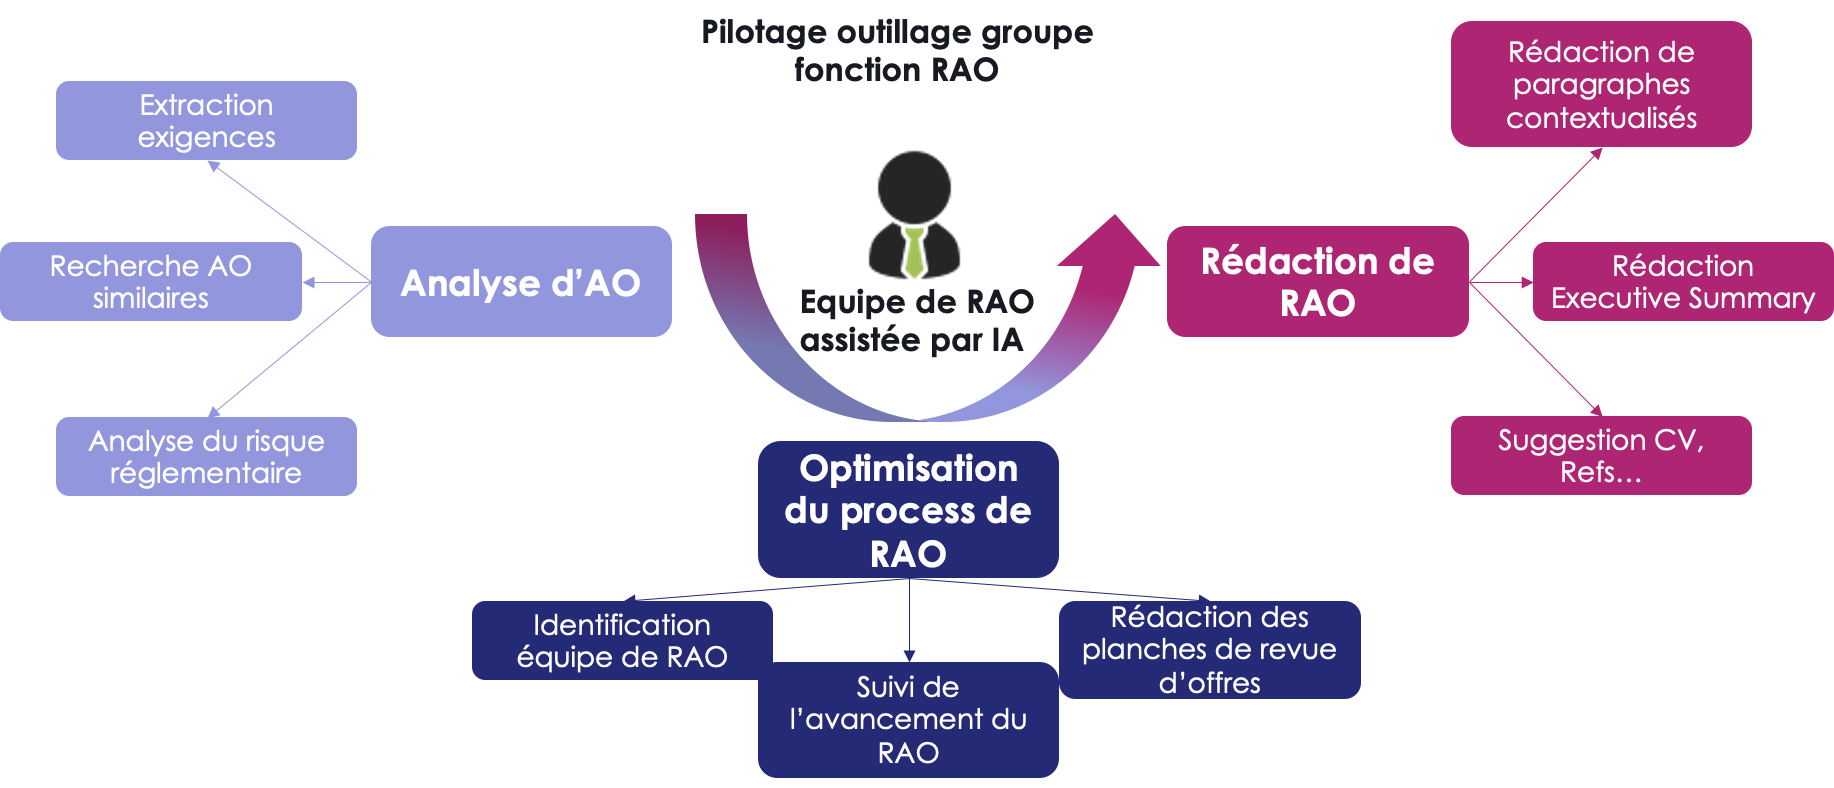 Pilotage outillage groupe
fonction RAO
Extraction
exigences
Recherche AO
similaires
Analyse du risque
réglementaire
Analyse d’AO
Equipe de RAO
assistée par IA
Rédaction de
RAO
Rédaction de
paragraphes
contextualisés
Rédaction
Executive Summary
Suggestion CV,
Refs…
Optimisation
du process de
RAO
Identification
équipe de RAO
Suivi de
l’avancement du
RAO
Rédaction des
planches de revue
d’offres